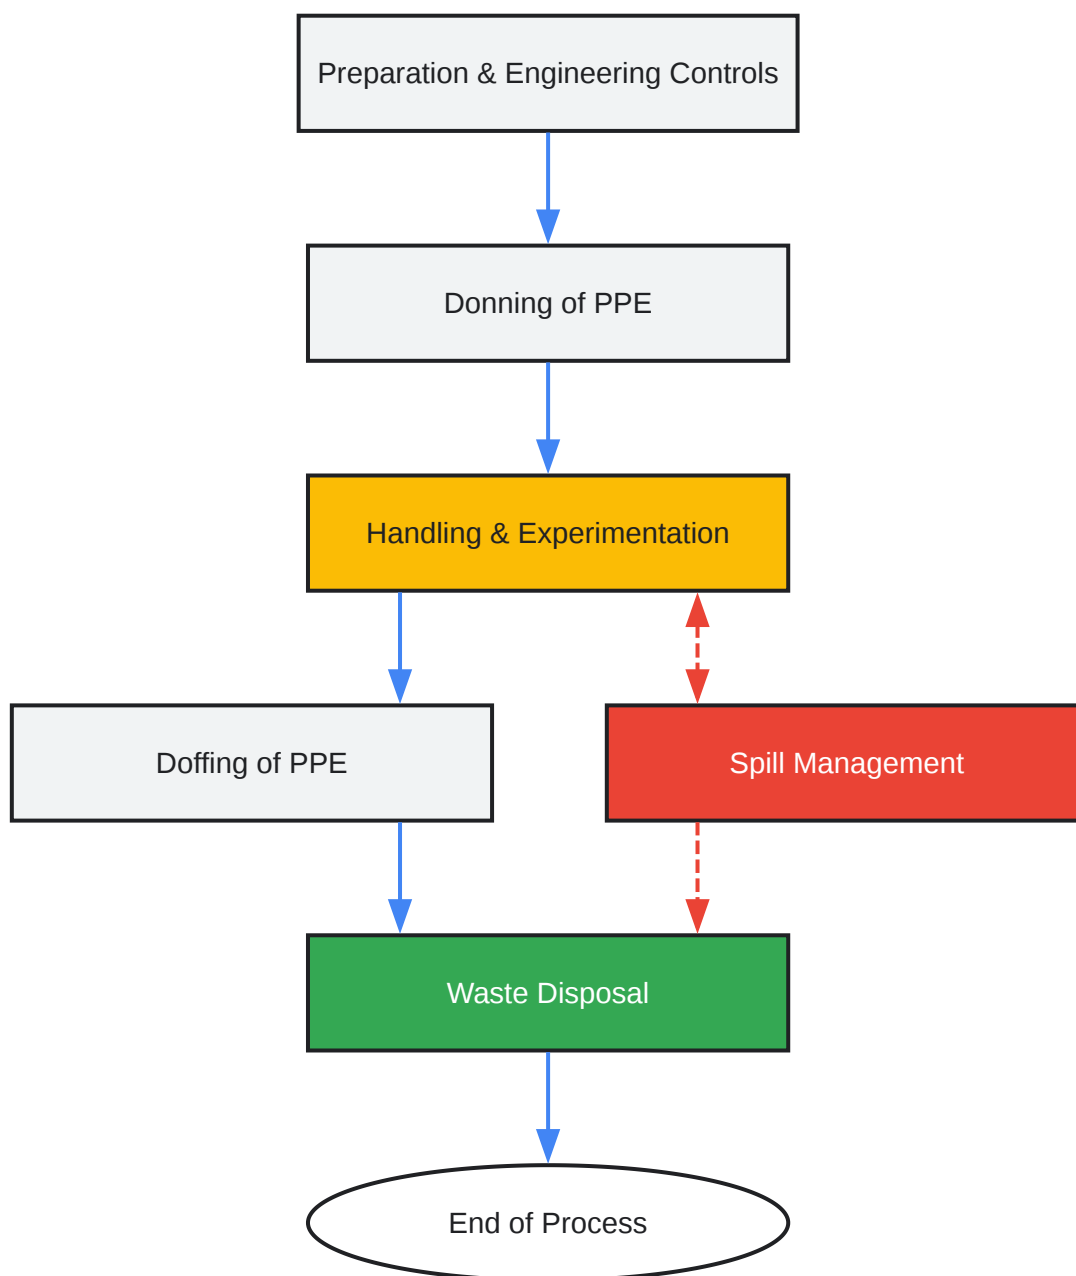 Preparation & Engineering Controls
Donning of PPE
Handling & Experimentation
Doffing of PPE
Spill Management
Waste Disposal
End of Process